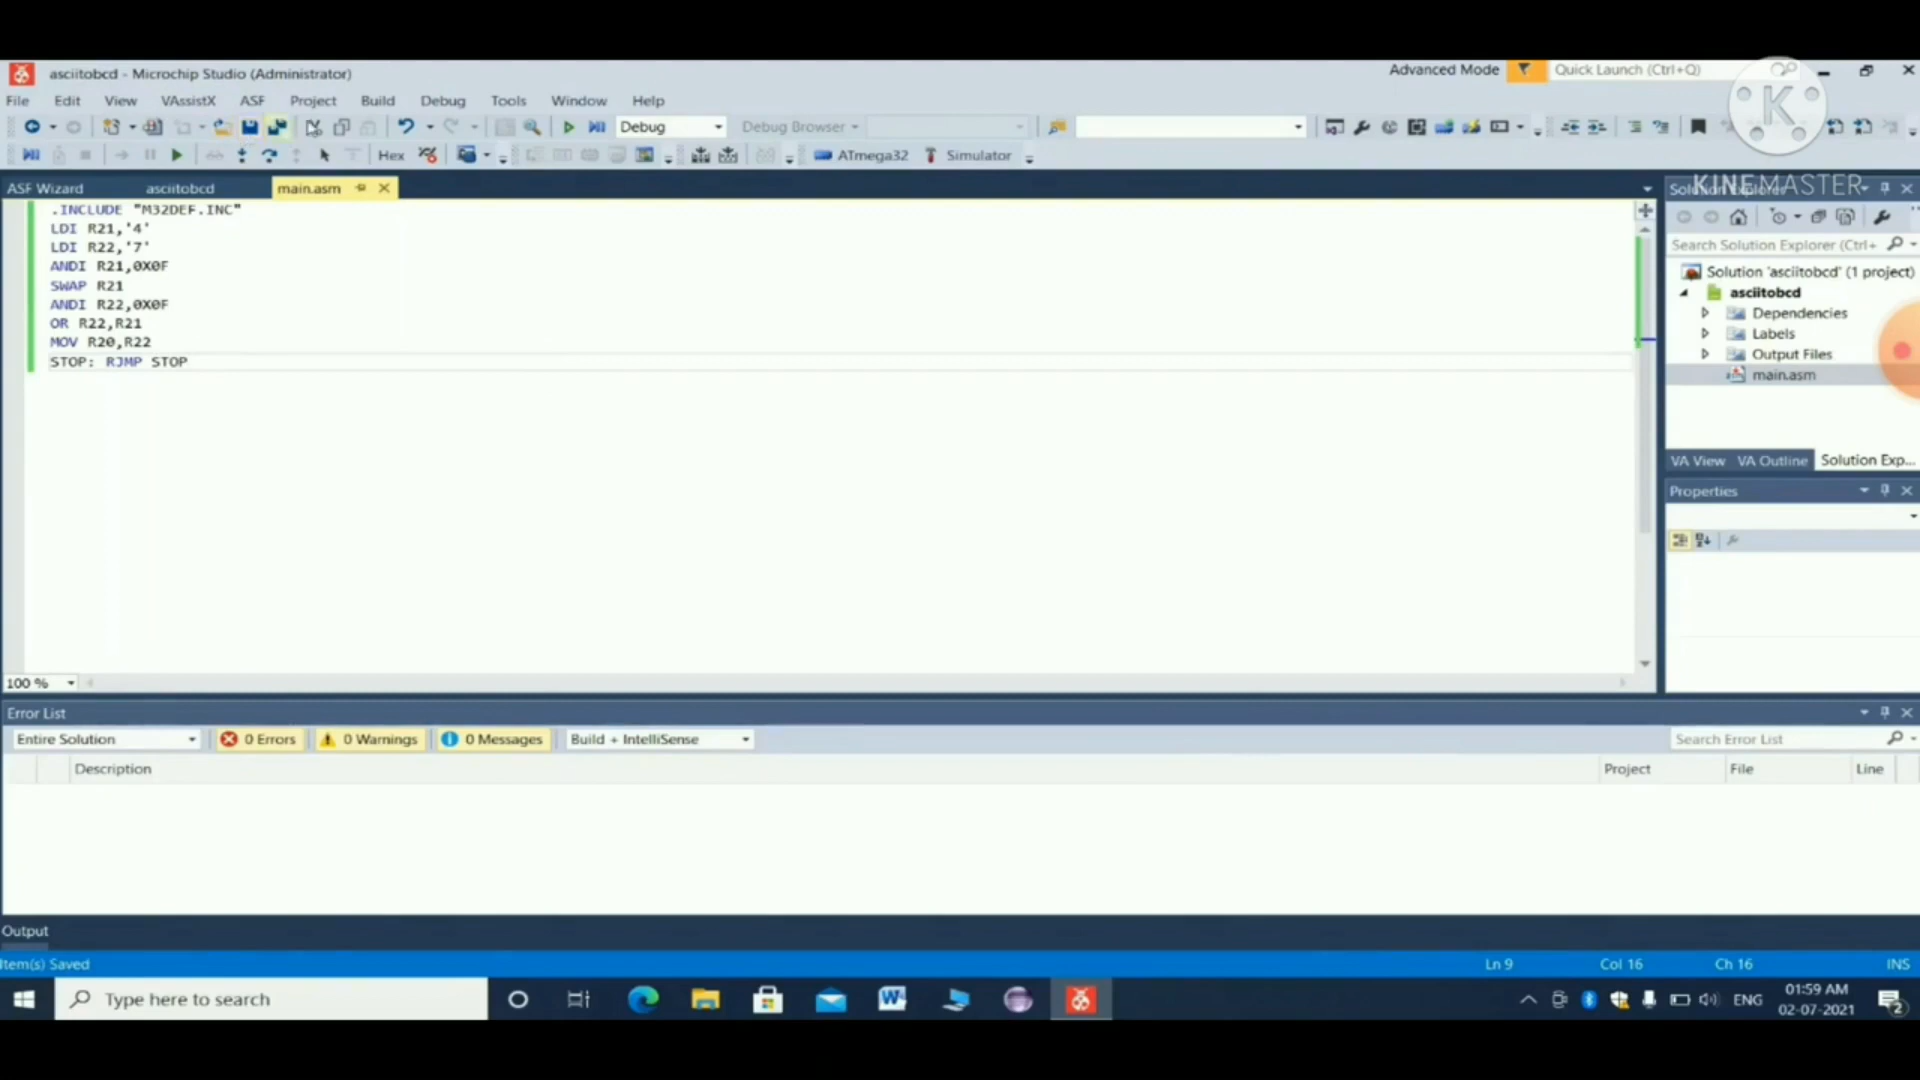 asciitobcd - Microchip Studio (Administrator)
Advanced Mode
Quick Launch (Ctrl+Q)
File Edit View VAssistX ASF Project Build Debug Tools Window Help
Debug
Debug Browser
Hex
ATmega32
Simulator
ASF Wizard
asciitobcd
main.asm
KINEMASTER
.INCLUDE "M32DEF.INC"
LDI R21,'4'
LDI R22,'7'
ANDI R21,0X0F
SWAP R21
ANDI R22,0X0F
OR R22,R21
MOV R20,R22
STOP: RJMP STOP
Search Solution Explorer (Ctrl+
Solution 'asciitobcd' (1 project)
asciitobcd
Dependencies
Labels
Output Files
main.asm
VA View VA Outline Solution Exp...
Properties
100 %
Error List
Entire Solution
0 Errors
0 Warnings
0 Messages
Build + IntelliSense
Search Error List
Description Project File Line
Output
Item(s) Saved
Ln 9 Col 16 Ch 16 INS
Type here to search
ENG
01:59 AM
02-07-2021
2